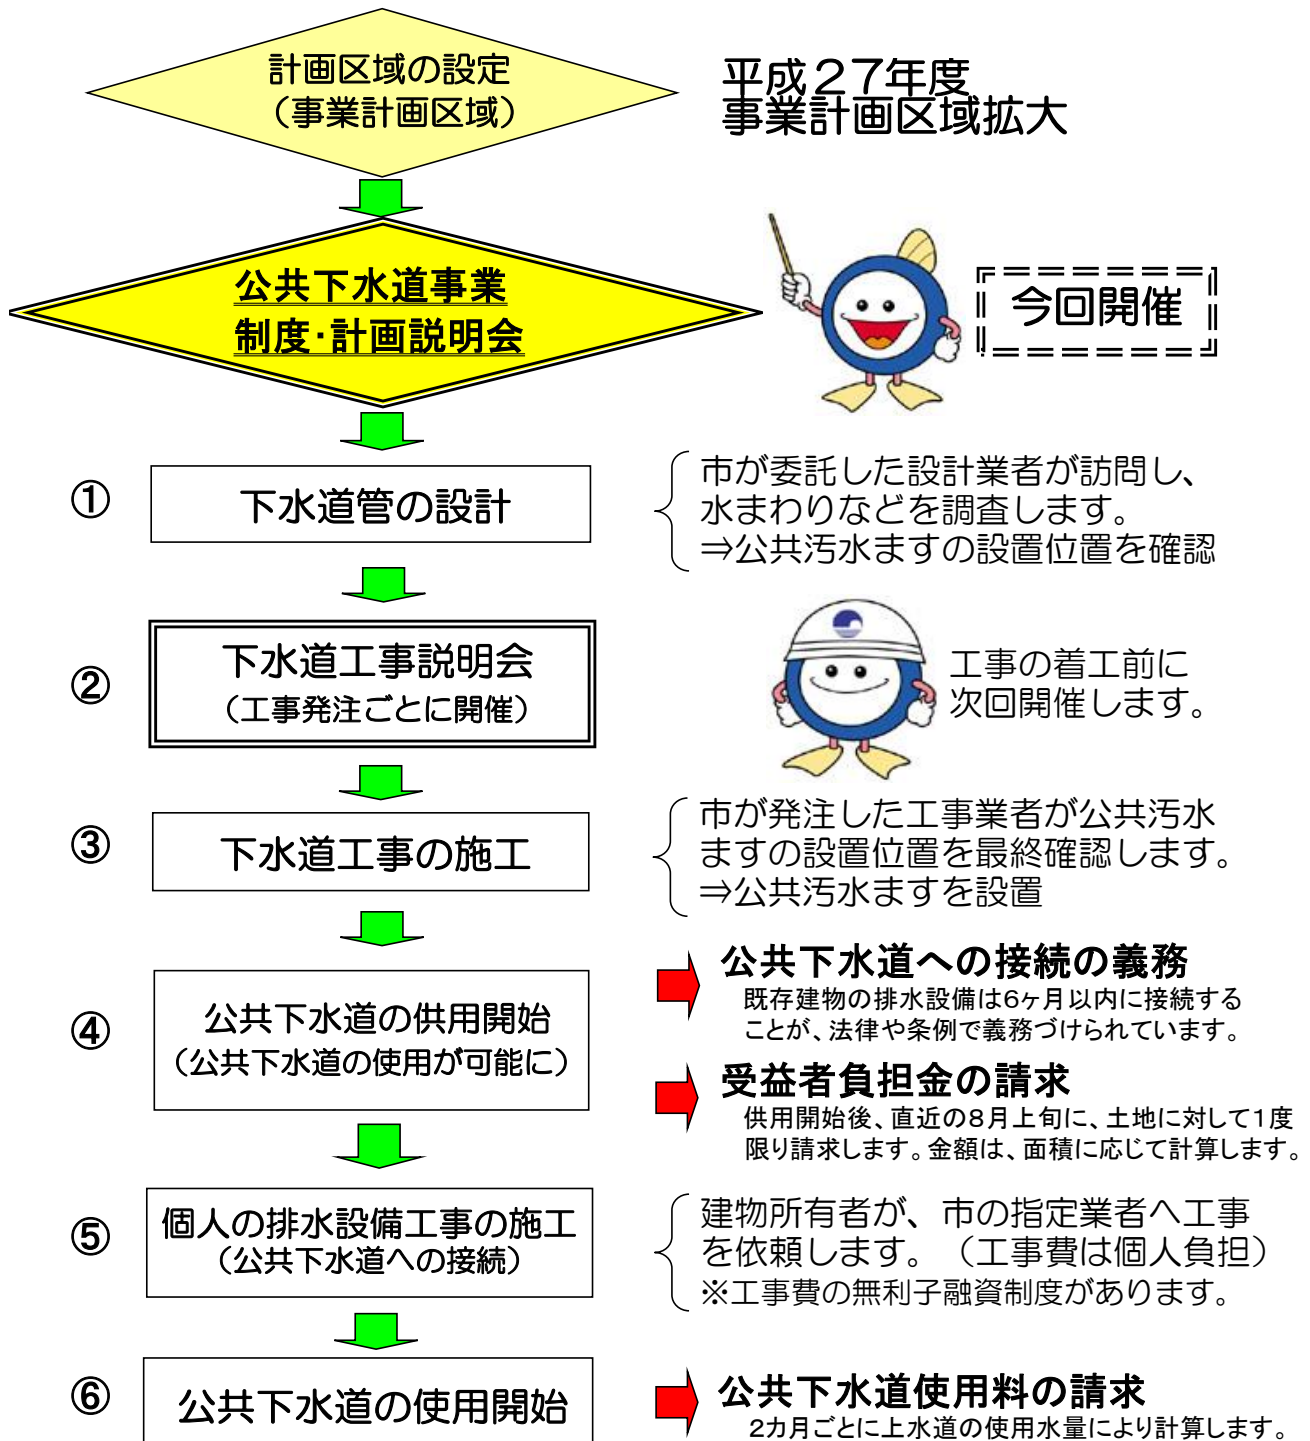 計画区域の設定
（事業計画区域）
平成２７年度
事業計画区域拡大
公共下水道事業
制度・計画説明会
今回開催
①
下水道管の設計
市が委託した設計業者が訪問し、
水まわりなどを調査します。
⇒公共汚水ますの設置位置を確認
②
下水道工事説明会
（工事発注ごとに開催）
工事の着工前に
次回開催します。
③
下水道工事の施工
市が発注した工事業者が公共汚水
ますの設置位置を最終確認します。
⇒公共汚水ますを設置
④
公共下水道の供用開始
（公共下水道の使用が可能に）
公共下水道への接続の義務
既存建物の排水設備は6ヶ月以内に接続する
ことが、法律や条例で義務づけられています。
受益者負担金の請求
供用開始後、直近の8月上旬に、土地に対して1度
限り請求します。金額は、面積に応じて計算します。
⑤
個人の排水設備工事の施工
（公共下水道への接続）
建物所有者が、市の指定業者へ工事
を依頼します。（工事費は個人負担）
※工事費の無利子融資制度があります。
⑥
公共下水道の使用開始
公共下水道使用料の請求
2カ月ごとに上水道の使用水量により計算します。